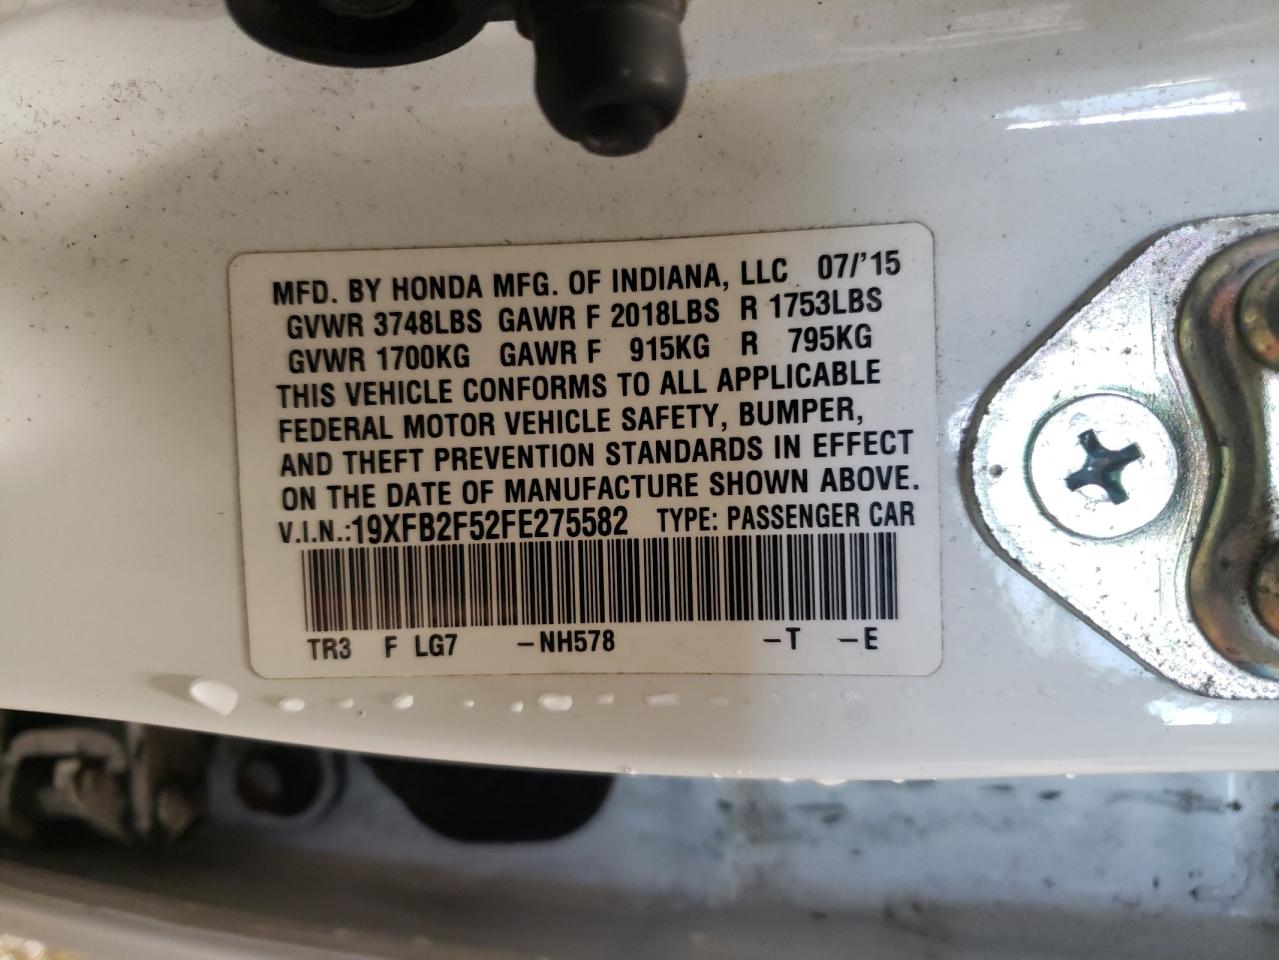 MFD. BY HONDA MFG. OF INDIANA, LLC 07/'15
GVWR 3748LBS GAWR F 2018LBS R 1753LBS
GVWR 1700KG GAWR F 915KG R 795KG
THIS VEHICLE CONFORMS TO ALL APPLICABLE
FEDERAL MOTOR VEHICLE SAFETY, BUMPER,
AND THEFT PREVENTION STANDARDS IN EFFECT
ON THE DATE OF MANUFACTURE SHOWN ABOVE.
V.I.N.:19XFB2F52FE275582 TYPE: PASSENGER CAR
TR3 F LG7 –NH578 –T –E